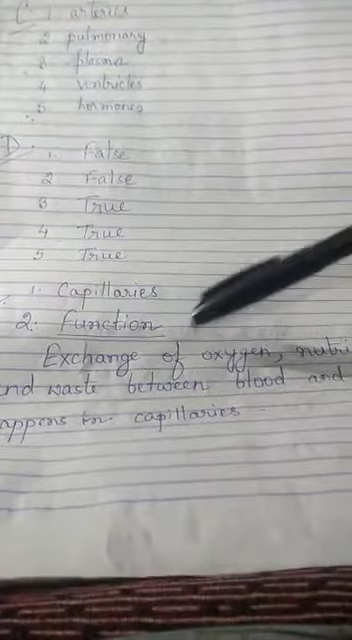 C. 1. arteries
2 pulmonary
3 plasma
4 ventricles
5 hormones
D. 1. False
2 False
3 True
4 True
5 True
1. Capillaries
2. Function
Exchange of oxygen, nutri
nd waste between blood and
appens in capillaries